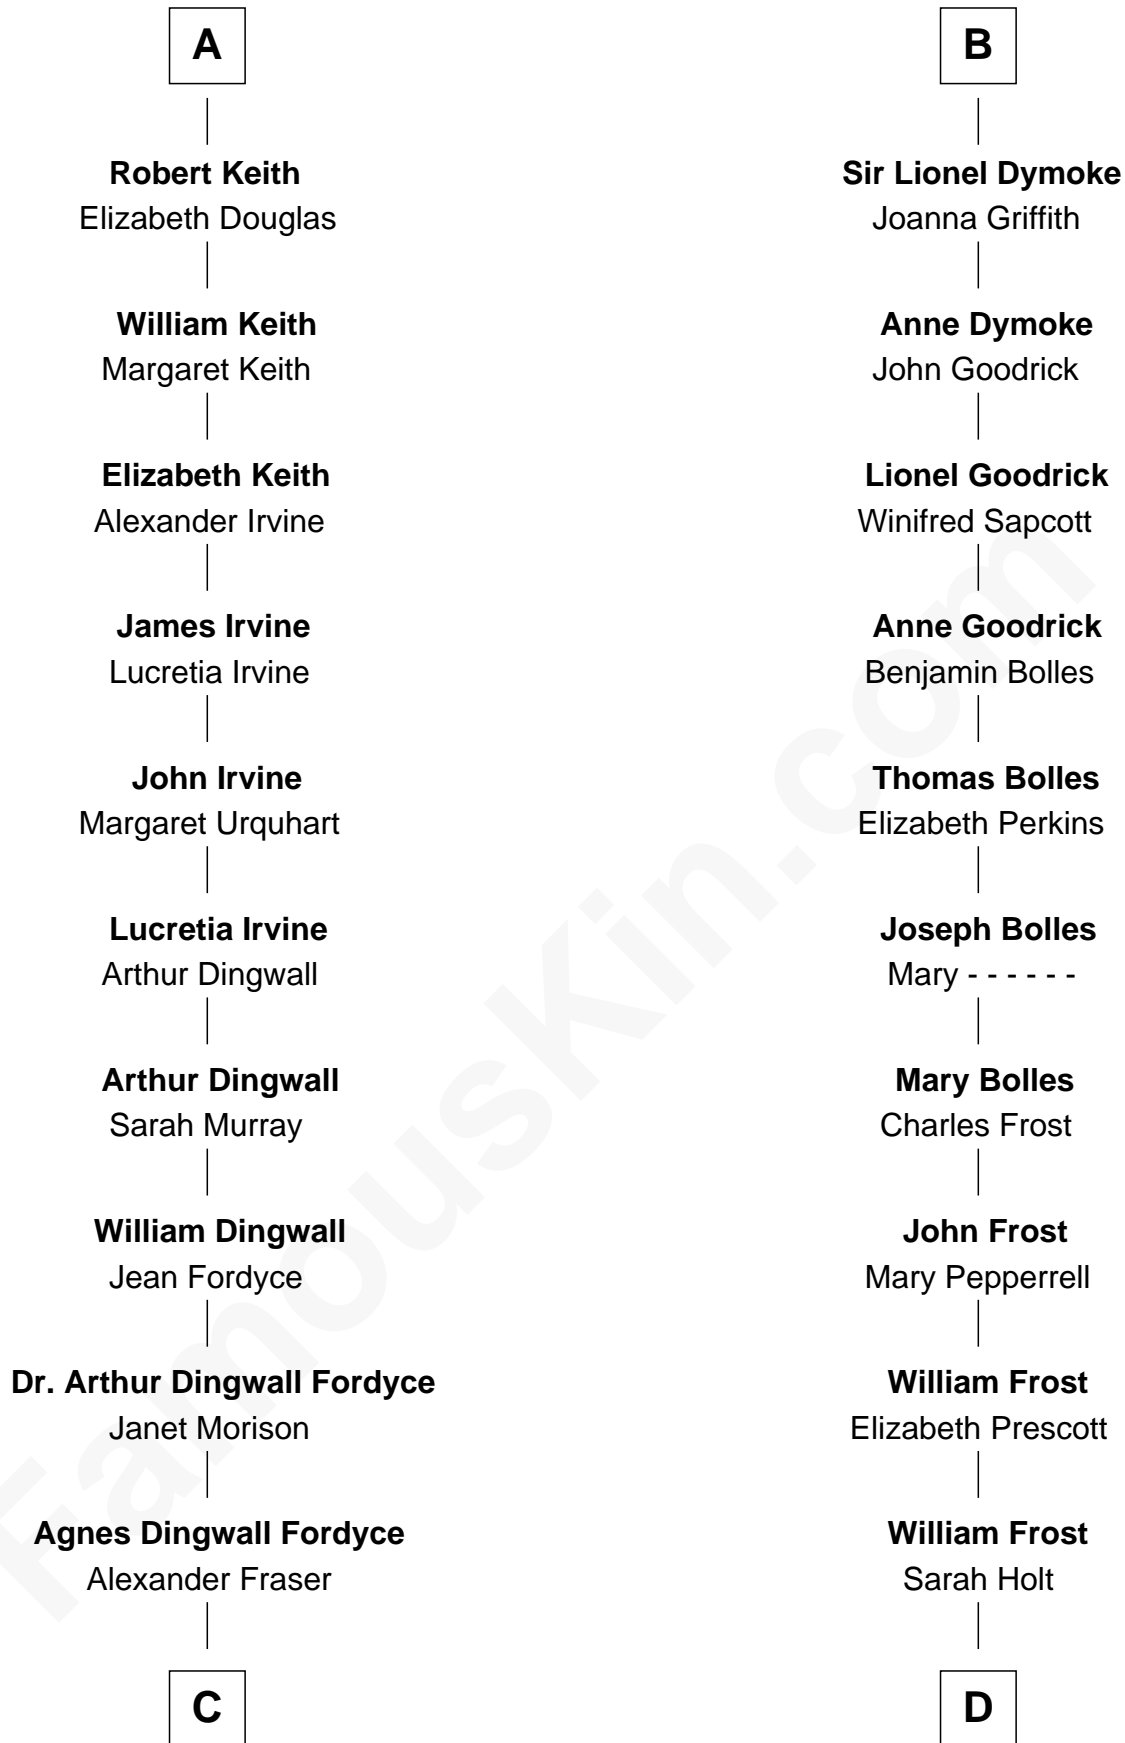 A
Robert Keith
Elizabeth Douglas
William Keith
Margaret Keith
Elizabeth Keith
Alexander Irvine
James Irvine
Lucretia Irvine
John Irvine
Margaret Urquhart
Lucretia Irvine
Arthur Dingwall
Arthur Dingwall
Sarah Murray
William Dingwall
Jean Fordyce
Dr. Arthur Dingwall Fordyce
Janet Morison
Agnes Dingwall Fordyce
Alexander Fraser
C
B
Sir Lionel Dymoke
Joanna Griffith
Anne Dymoke
John Goodrick
Lionel Goodrick
Winifred Sapcott
Anne Goodrick
Benjamin Bolles
Thomas Bolles
Elizabeth Perkins
Joseph Bolles
Mary - - - - - -
Mary Bolles
Charles Frost
John Frost
Mary Pepperrell
William Frost
Elizabeth Prescott
William Frost
Sarah Holt
D
FamousKin.com